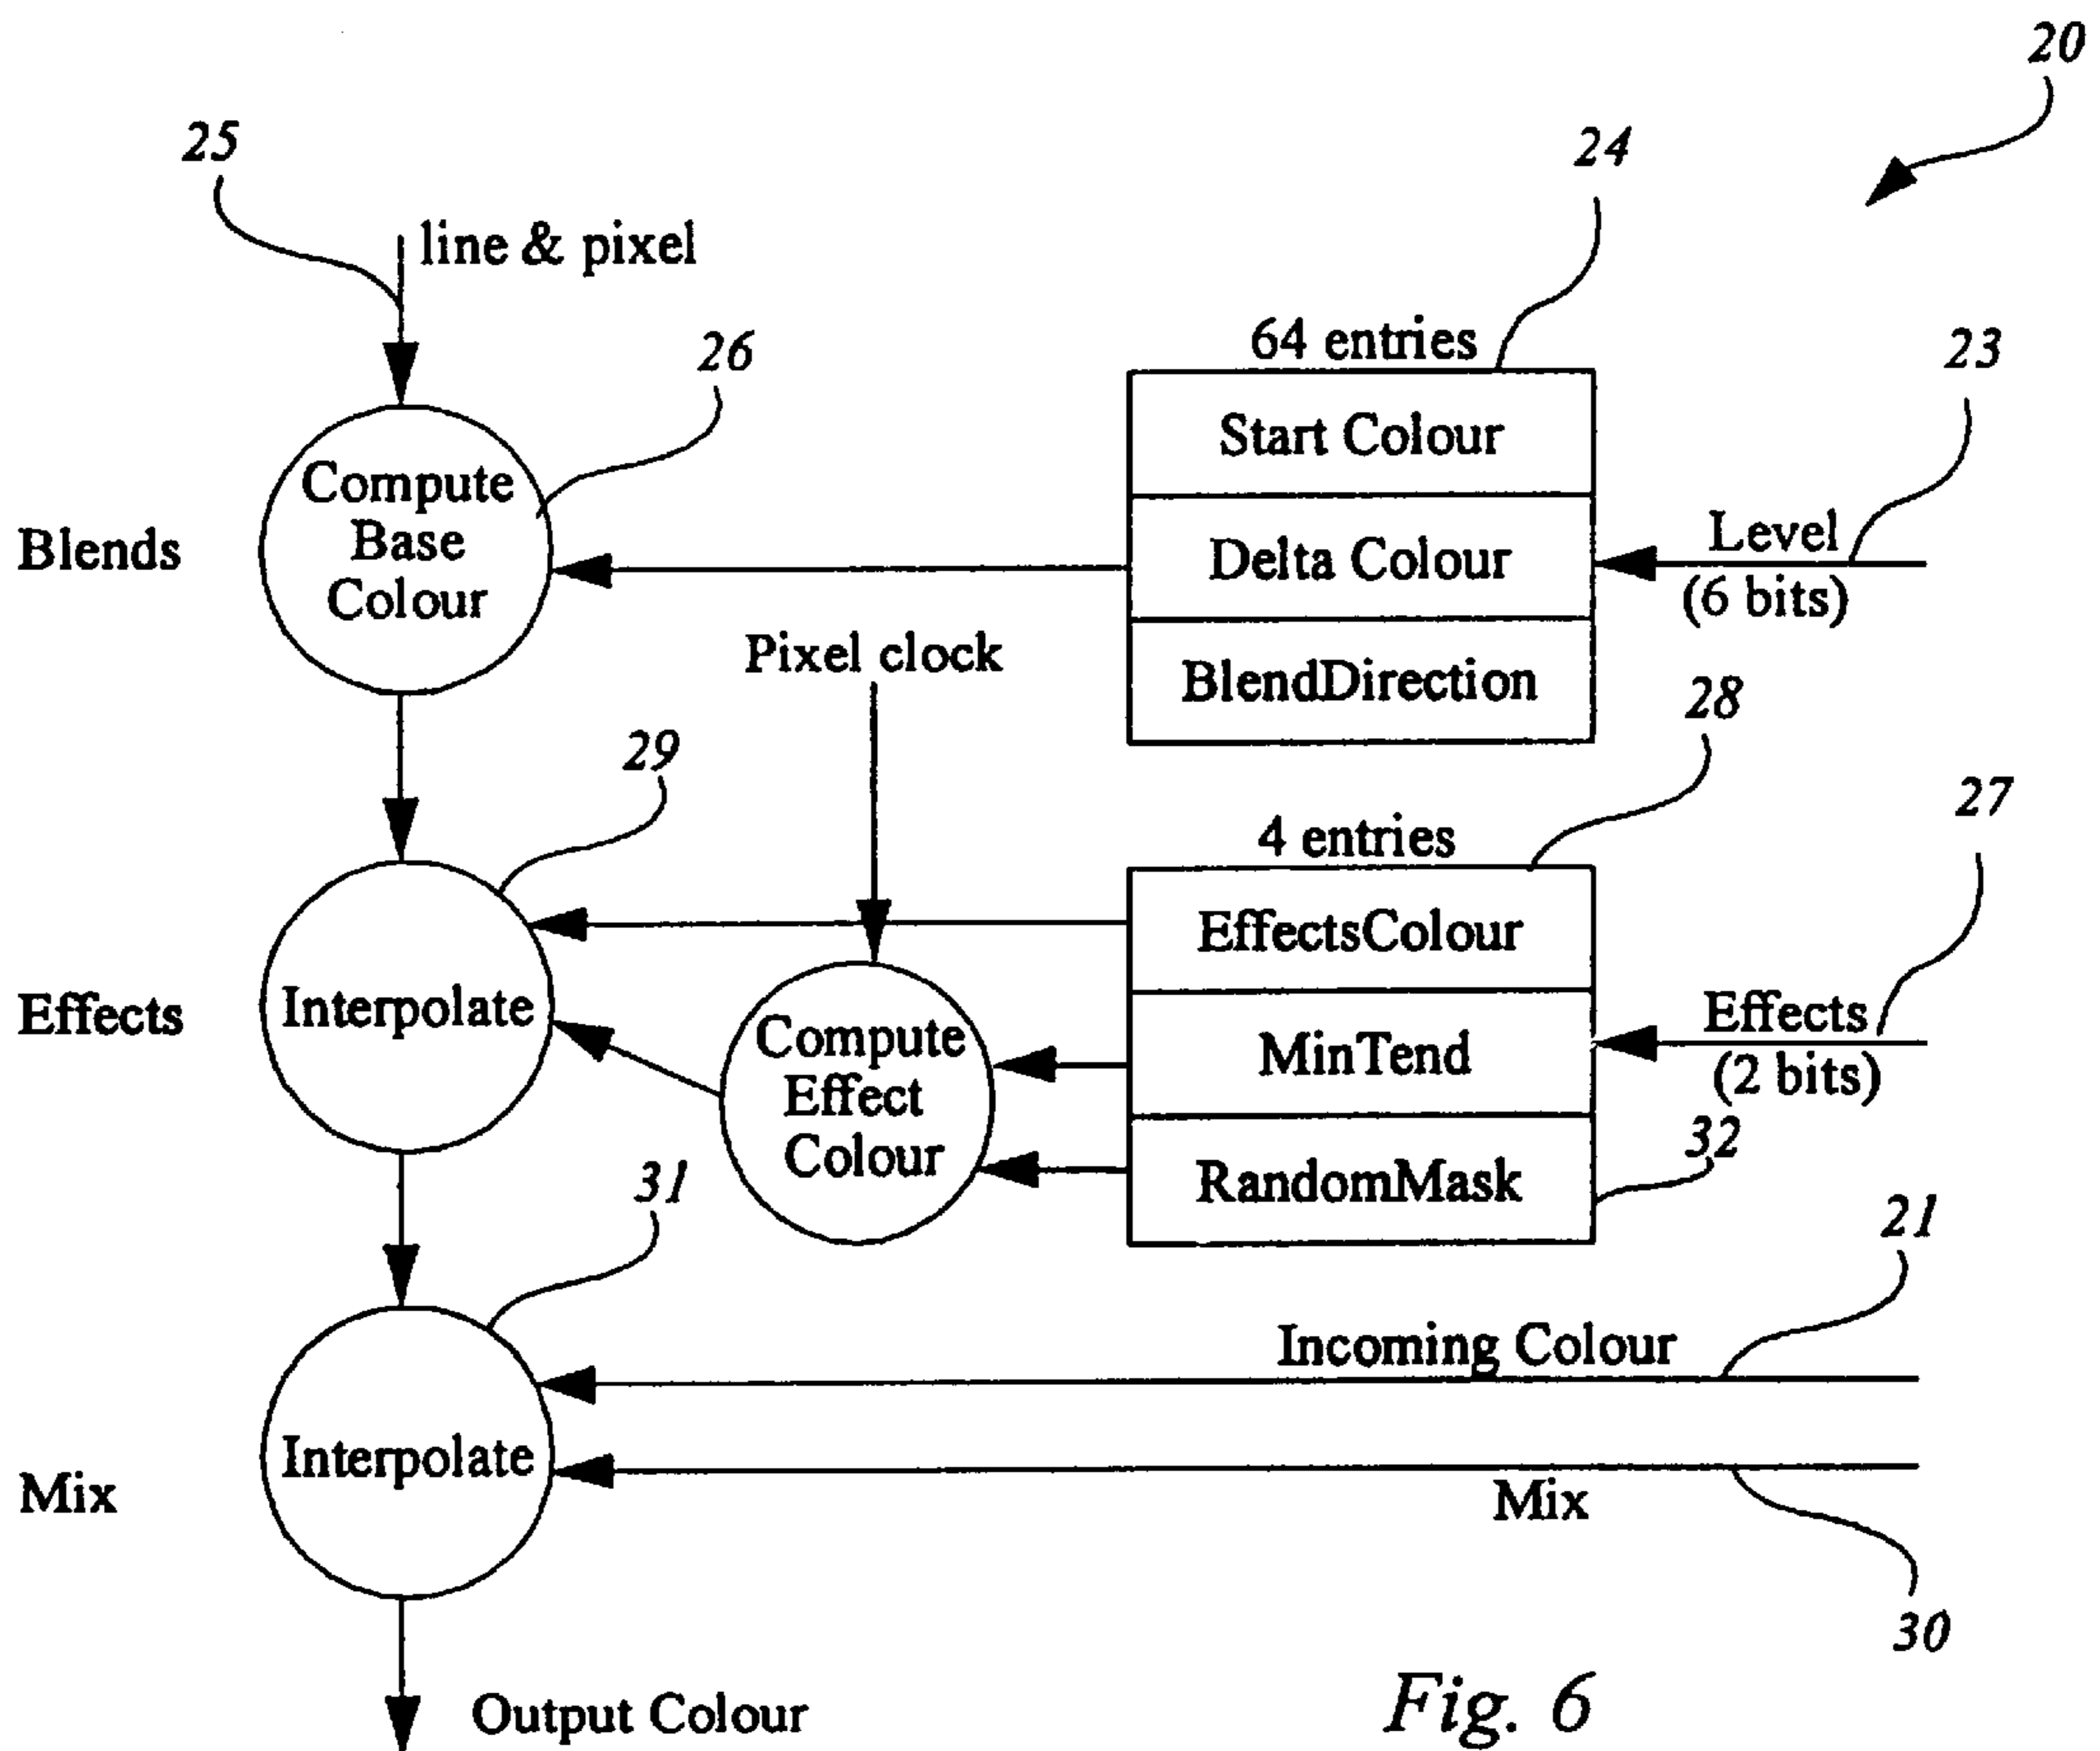 20
25
24
line & pixel
26
64 entries
23
Start Colour
Compute
Base
Colour
Blends
Delta Colour
Level
(6 bits)
Pixel clock
BlendDirection
28
29
27
4 entries
EffectsColour
Interpolate
Effects
Compute
Effect
Colour
MinTend
Effects
(2 bits)
32
RandomMask
31
21
Incoming Colour
Interpolate
Mix
Mix
30
Output Colour
Fig. 6